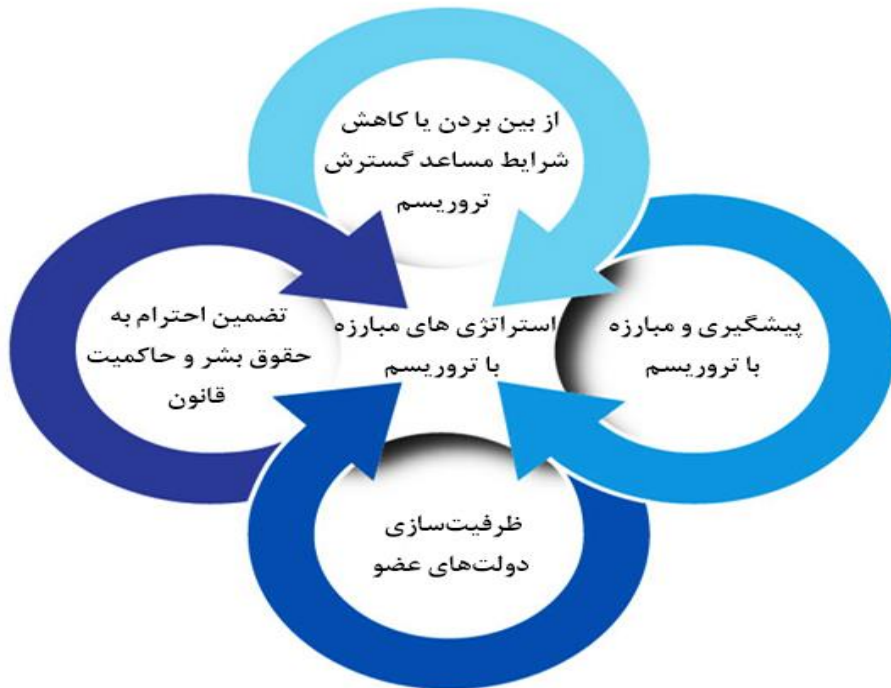 از بین بردن یا کاهش
شرایط مساعد گسترش
تروریسم
پیشگیری و مبارزه
با تروریسم
استراتژی های مبارزه
با تروریسم
تضمین احترام به
حقوق بشر و حاکمیت
قانون
ظرفیت‌سازی
دولت‌های عضو